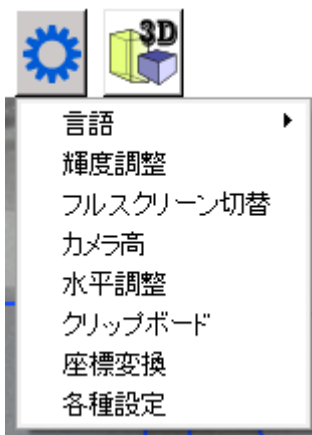 3D
言語
輝度調整
フルスクリーン切替
カメラ高
水平調整
クリップボード
座標変換
各種設定